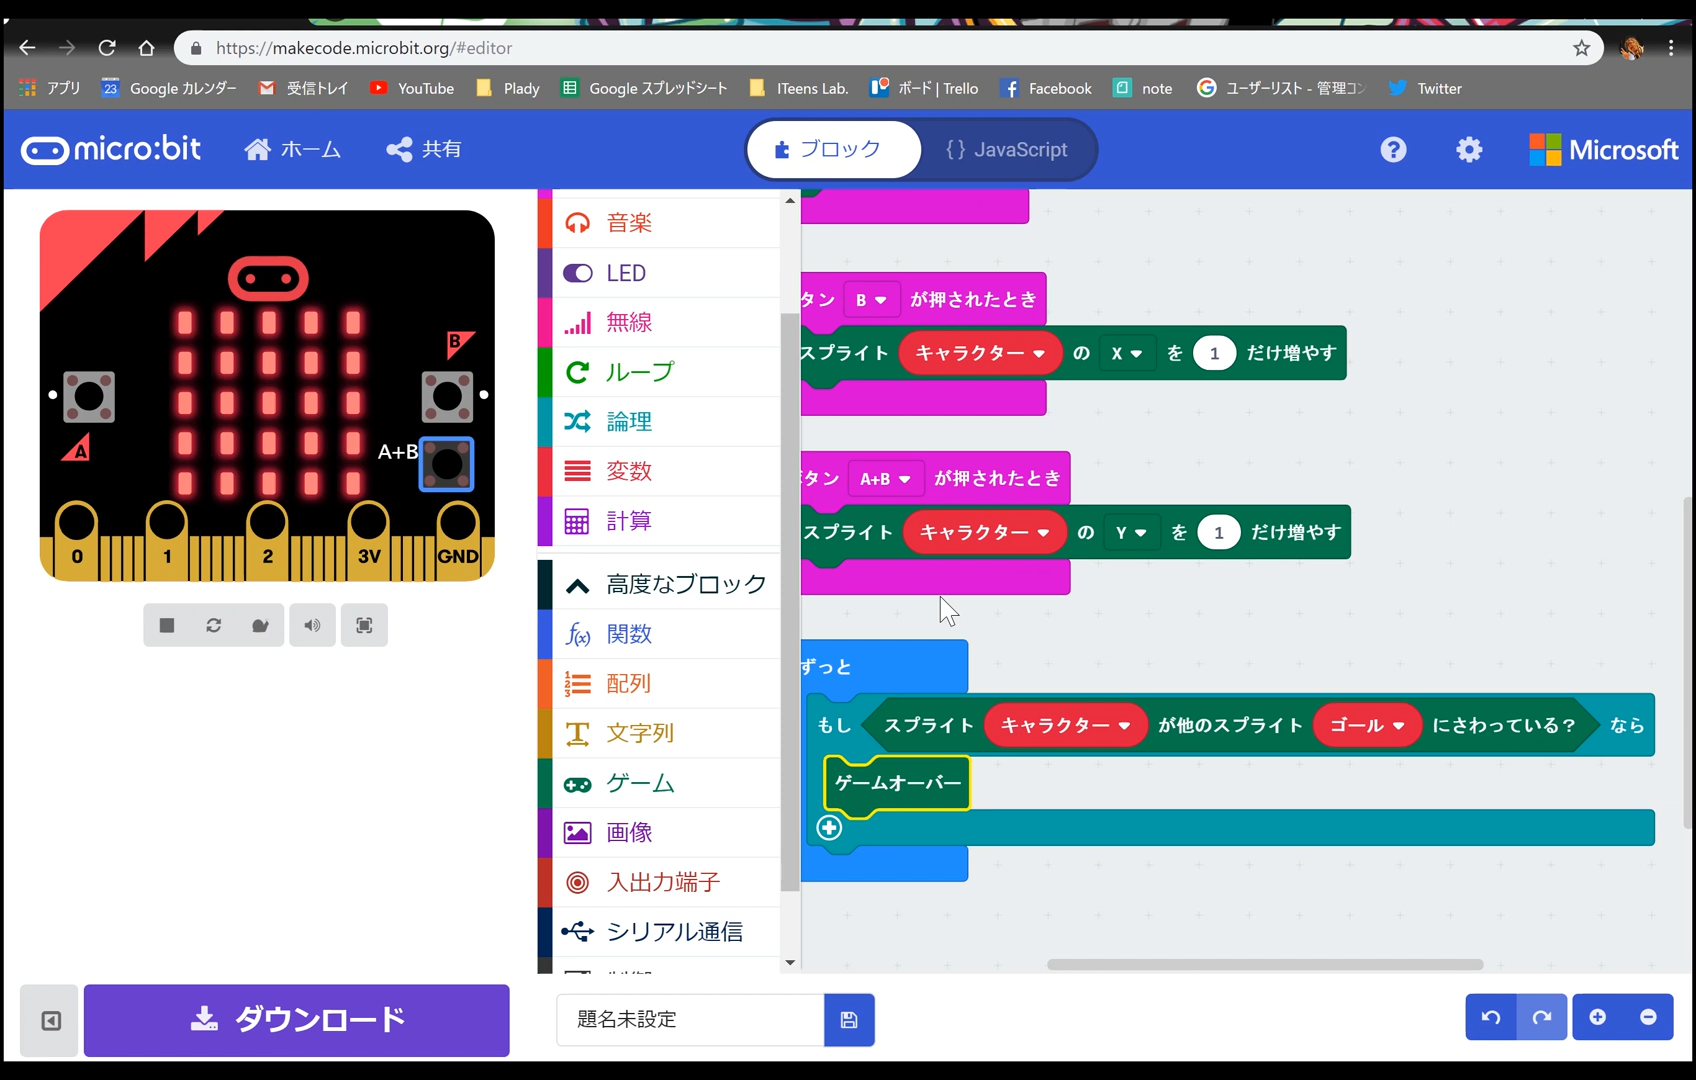 https://makecode.microbit.org/#editor
アプリ
23 Google カレンダー
受信トレイ
YouTube
Plady
Google スプレッドシート
ITeens Lab.
ボード | Trello
Facebook
note
ユーザーリスト - 管理コン
Twitter
micro:bit
ホーム
共有
ブロック
{} JavaScript
Microsoft
B
A
A+B
0
1
2
3V
GND
音楽
LED
無線
ループ
論理
変数
計算
高度なブロック
f(x) 関数
配列
文字列
ゲーム
画像
入出力端子
シリアル通信
タン B が押されたとき
スプライト キャラクター の X を 1 だけ増やす
タン A+B が押されたとき
スプライト キャラクター の Y を 1 だけ増やす
ずっと
もし スプライト キャラクター が他のスプライト ゴール にさわっている? なら
ゲームオーバー
ダウンロード
題名未設定